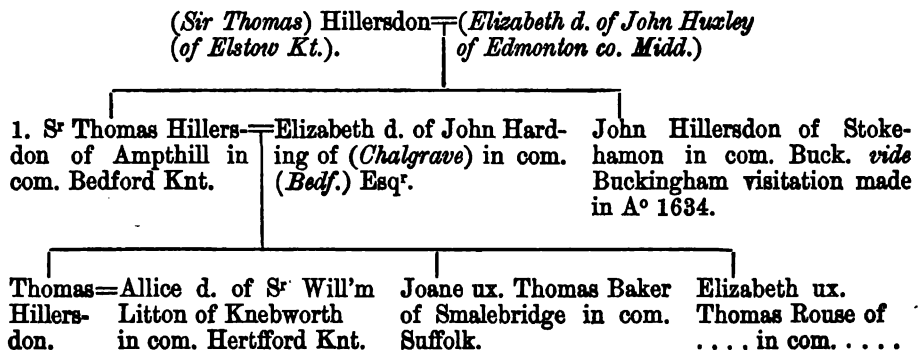 (Sir Thomas) Hillersdon=(Elizabeth d. of John Huxley
(of Elstow Kt.). of Edmonton co. Midd.)
1. Sr Thomas Hillers-
don of Ampthill in
com. Bedford Knt.
=Elizabeth d. of John Hard-
ing of (Chalgrave) in com.
(Bedf.) Esqr.
John Hillersdon of Stoke-
hamon in com. Buck. vide
Buckingham visitation made
in Ao 1634.
Thomas=
Hillers-
don.
Allice d. of Sr Will'm
Litton of Knebworth
in com. Hertfford Knt.
Joane ux. Thomas Baker
of Smalebridge in com.
Suffolk.
Elizabeth ux.
Thomas Rouse of
. . . . in com. . . . . .